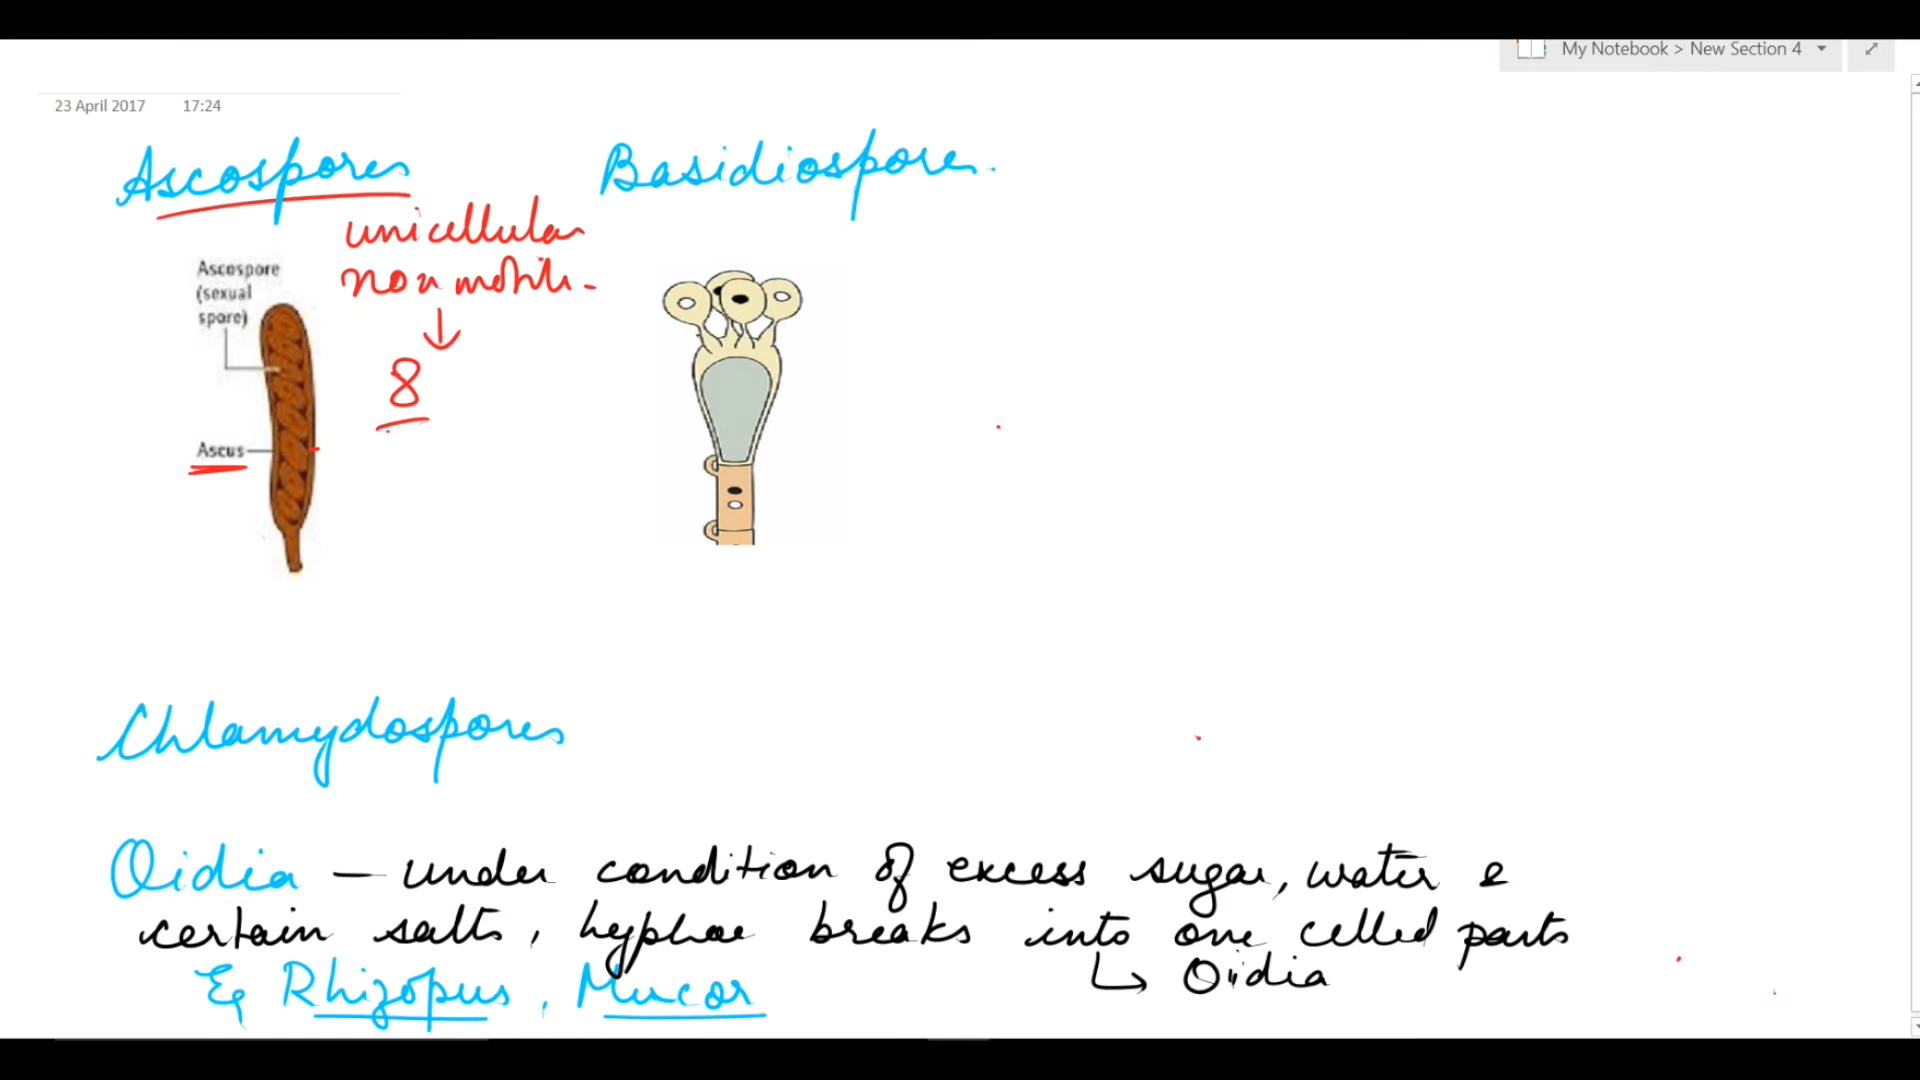 My Notebook > New Section 4
23 April 2017 17:24
Ascospores
Basidiospores.
unicellular
non motile.
8
Ascospore
(sexual
spore)
Ascus
Chlamydospores
Oidia — under condition of excess sugar, water &
certain salts, hyphae breaks into one celled parts
↳ Oidia
Eg Rhizopus, Mucor